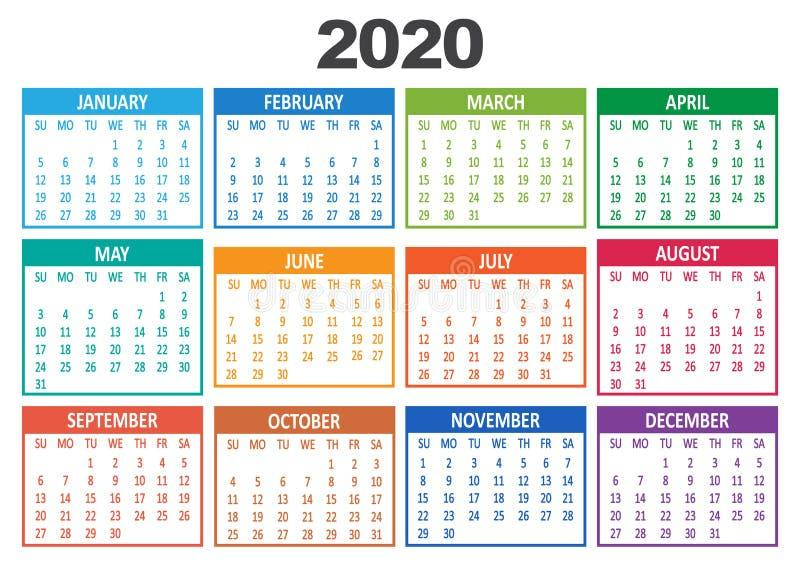 2020
JANUARY
SU MO TU WE TH FR SA
1 2 3 4
5 6 7 8 9 10 11
12 13 14 15 16 17 18
19 20 21 22 23 24 25
26 27 28 29 30 31
FEBRUARY
SU MO TU WE TH FR SA
1
2 3 4 5 6 7 8
9 10 11 12 13 14 15
16 17 18 19 20 21 22
23 24 25 26 27 28 29
MARCH
SU MO TU WE TH FR SA
1 2 3 4 5 6 7
8 9 10 11 12 13 14
15 16 17 18 19 20 21
22 23 24 25 26 27 28
29 30 31
APRIL
SU MO TU WE TH FR SA
1 2 3 4
5 6 7 8 9 10 11
12 13 14 15 16 17 18
19 20 21 22 23 24 25
26 27 28 29 30
MAY
SU MO TU WE TH FR SA
1 2
3 4 5 6 7 8 9
10 11 12 13 14 15 16
17 18 19 20 21 22 23
24 25 26 27 28 29 30
31
JUNE
SU MO TU WE TH FR SA
1 2 3 4 5 6
7 8 9 10 11 12 13
14 15 16 17 18 19 20
21 22 23 24 25 26 27
28 29 30
JULY
SU MO TU WE TH FR SA
1 2 3 4
5 6 7 8 9 10 11
12 13 14 15 16 17 18
19 20 21 22 23 24 25
26 27 28 29 30 31
AUGUST
SU MO TU WE TH FR SA
1
2 3 4 5 6 7 8
9 10 11 12 13 14 15
16 17 18 19 20 21 22
23 24 25 26 27 28 29
30 31
SEPTEMBER
SU MO TU WE TH FR SA
1 2 3 4 5
6 7 8 9 10 11 12
13 14 15 16 17 18 19
20 21 22 23 24 25 26
27 28 29 30
OCTOBER
SU MO TU WE TH FR SA
1 2 3
4 5 6 7 8 9 10
11 12 13 14 15 16 17
18 19 20 21 22 23 24
25 26 27 28 29 30 31
NOVEMBER
SU MO TU WE TH FR SA
1 2 3 4 5 6 7
8 9 10 11 12 13 14
15 16 17 18 19 20 21
22 23 24 25 26 27 28
29 30
DECEMBER
SU MO TU WE TH FR SA
1 2 3 4 5
6 7 8 9 10 11 12
13 14 15 16 17 18 19
20 21 22 23 24 25 26
27 28 29 30 31